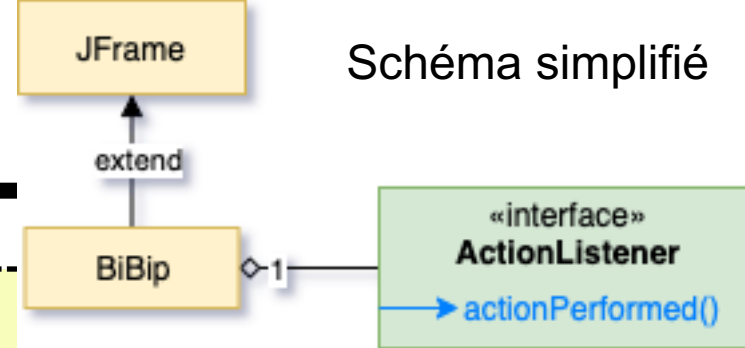 JFrame
Schéma simplifié
extend
«interface»
ActionListener
BiBip
1
actionPerformed()